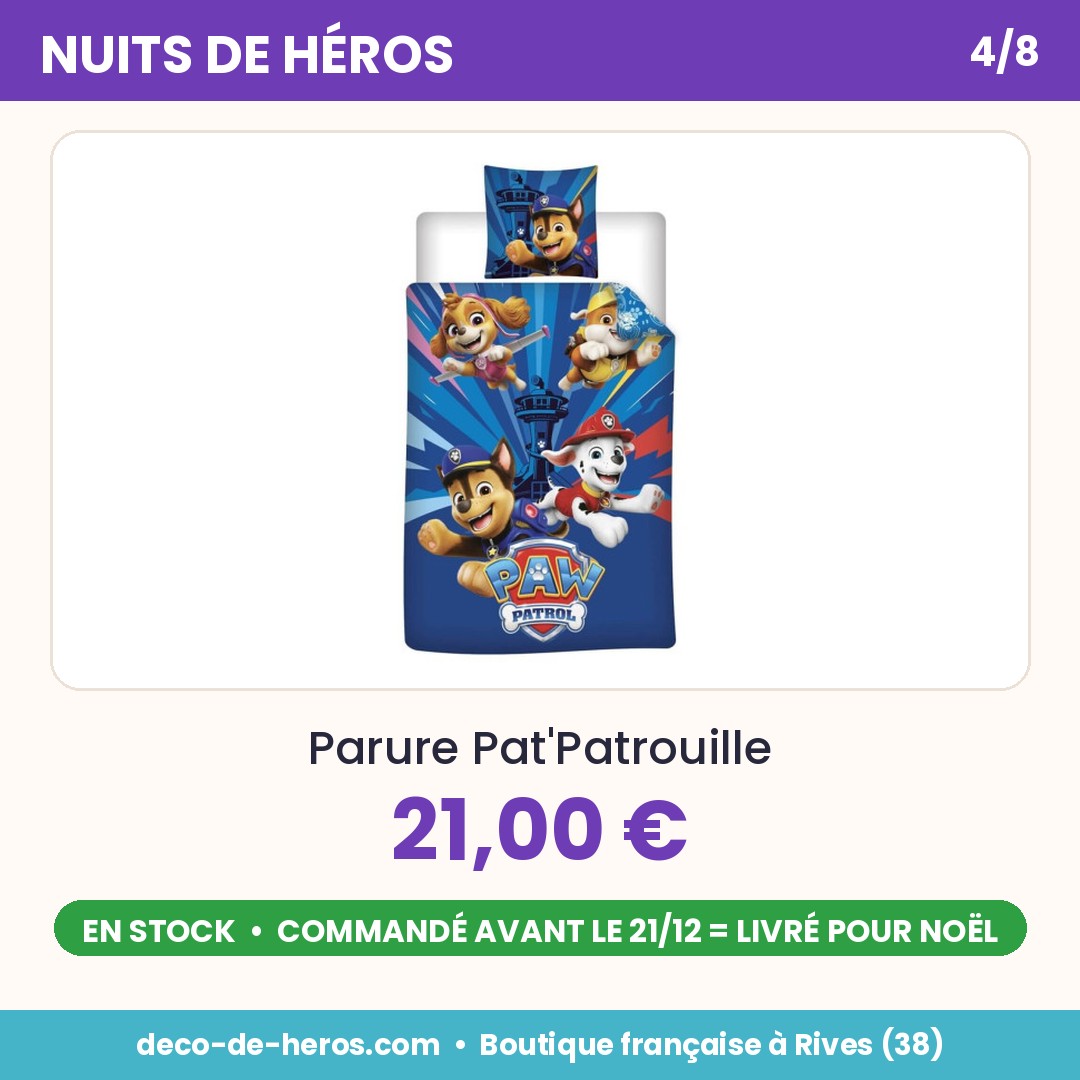 NUITS DE HÉROS
4/8
PAW
PATROL
Parure Pat'Patrouille
21,00 €
EN STOCK • COMMANDÉ AVANT LE 21/12 = LIVRÉ POUR NOËL
deco-de-heros.com • Boutique française à Rives (38)